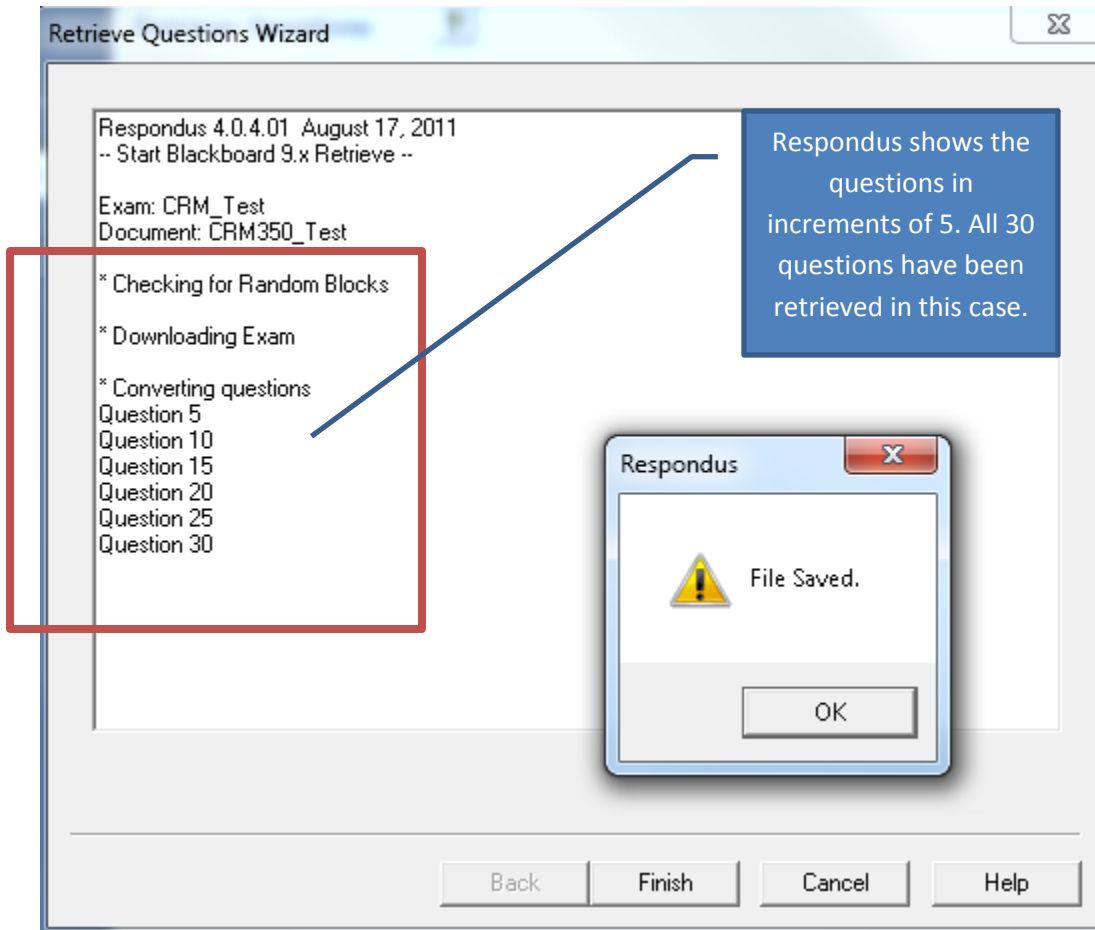 Retrieve Questions Wizard
Respondus 4.0.4.01 August 17, 2011
-- Start Blackboard 9.x Retrieve --
Exam: CRM_Test
Document: CRM350_Test
* Checking for Random Blocks
* Downloading Exam
* Converting questions
Question 5
Question 10
Question 15
Question 20
Question 25
Question 30
Respondus shows the
questions in
increments of 5. All 30
questions have been
retrieved in this case.
Respondus
File Saved.
OK
Back
Finish
Cancel
Help